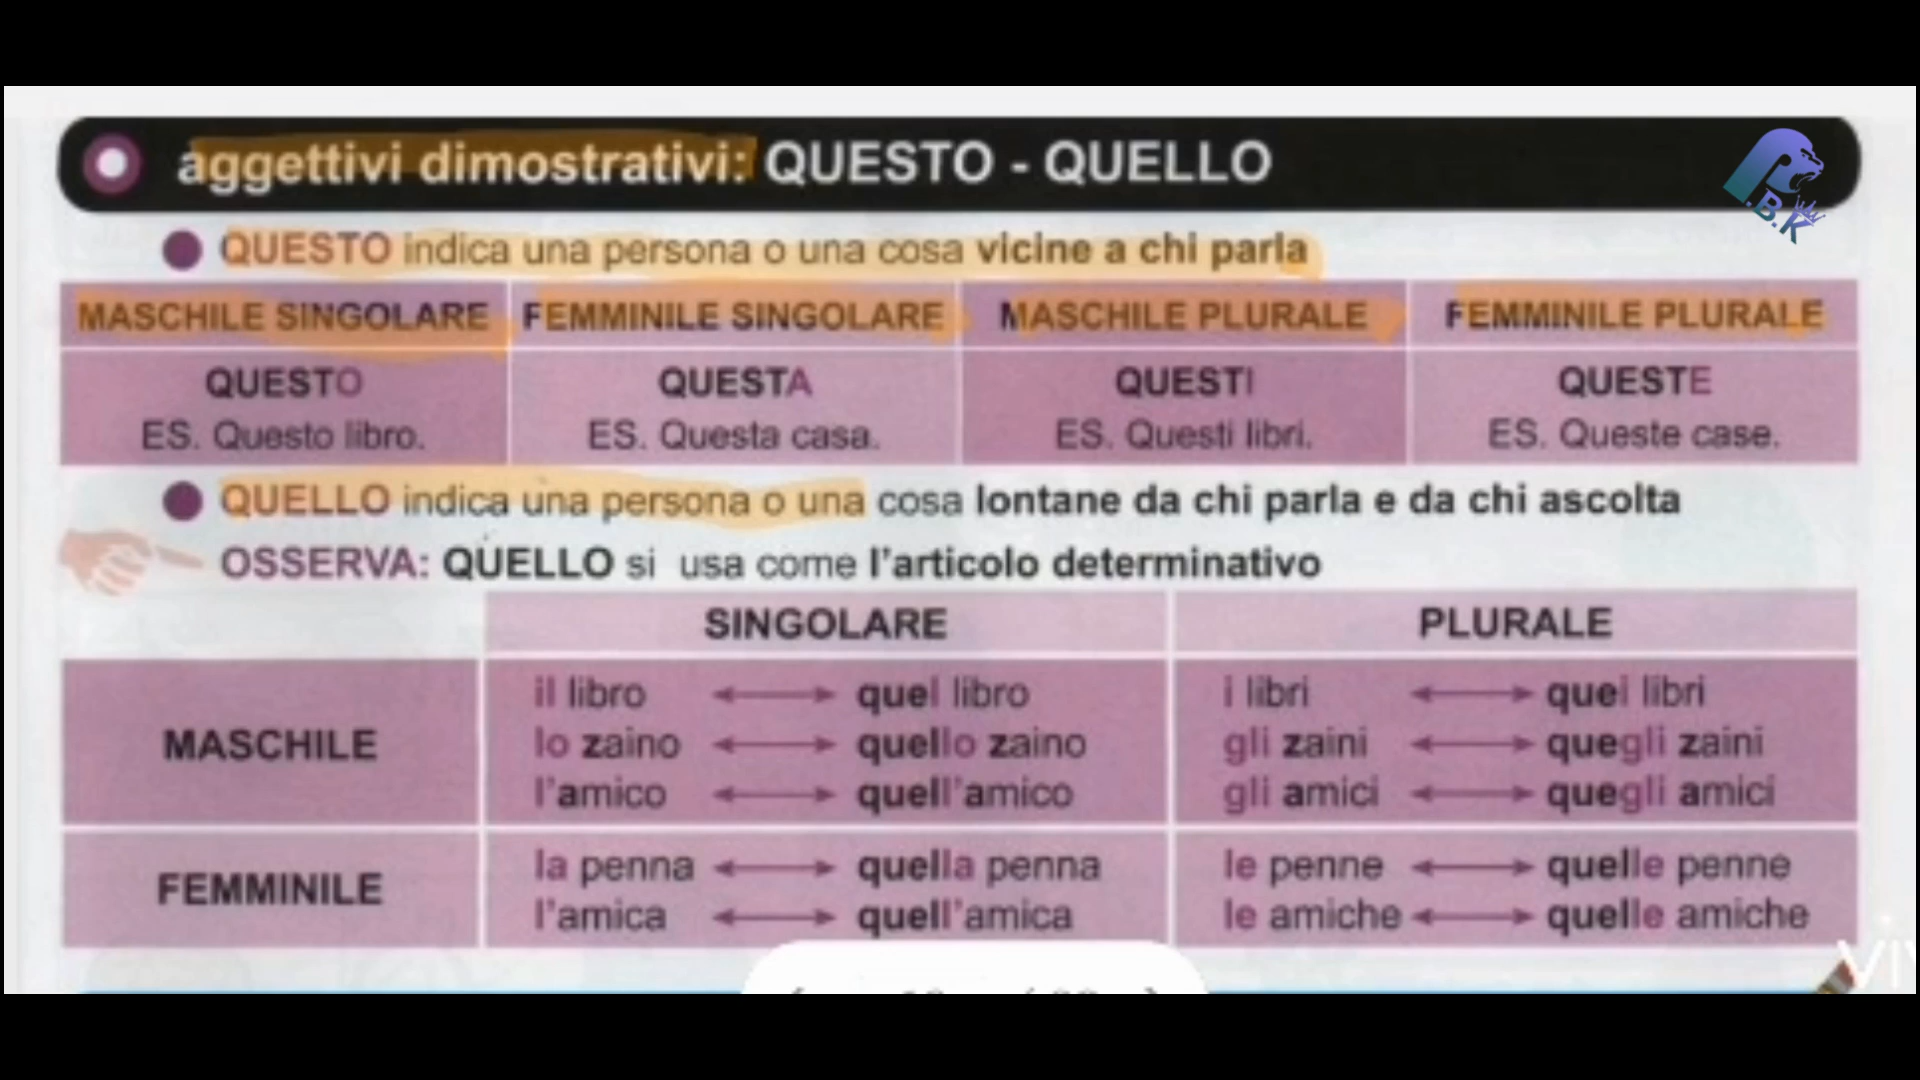 aggettivi dimostrativi: QUESTO - QUELLO
QUESTO indica una persona o una cosa vicine a chi parla
MASCHILE SINGOLARE FEMMINILE SINGOLARE MASCHILE PLURALE FEMMINILE PLURALE
QUESTO QUESTA QUESTI QUESTE
ES. Questo libro. ES. Questa casa. ES. Questi libri. ES. Queste case.
QUELLO indica una persona o una cosa lontane da chi parla e da chi ascolta
OSSERVA: QUELLO si usa come l'articolo determinativo
SINGOLARE PLURALE
MASCHILE
il libro quel libro i libri quei libri
lo zaino quello zaino gli zaini quegli zaini
l'amico quell'amico gli amici quegli amici
FEMMINILE
la penna quella penna le penne quelle penne
l'amica quell'amica le amiche quelle amiche
.B.K